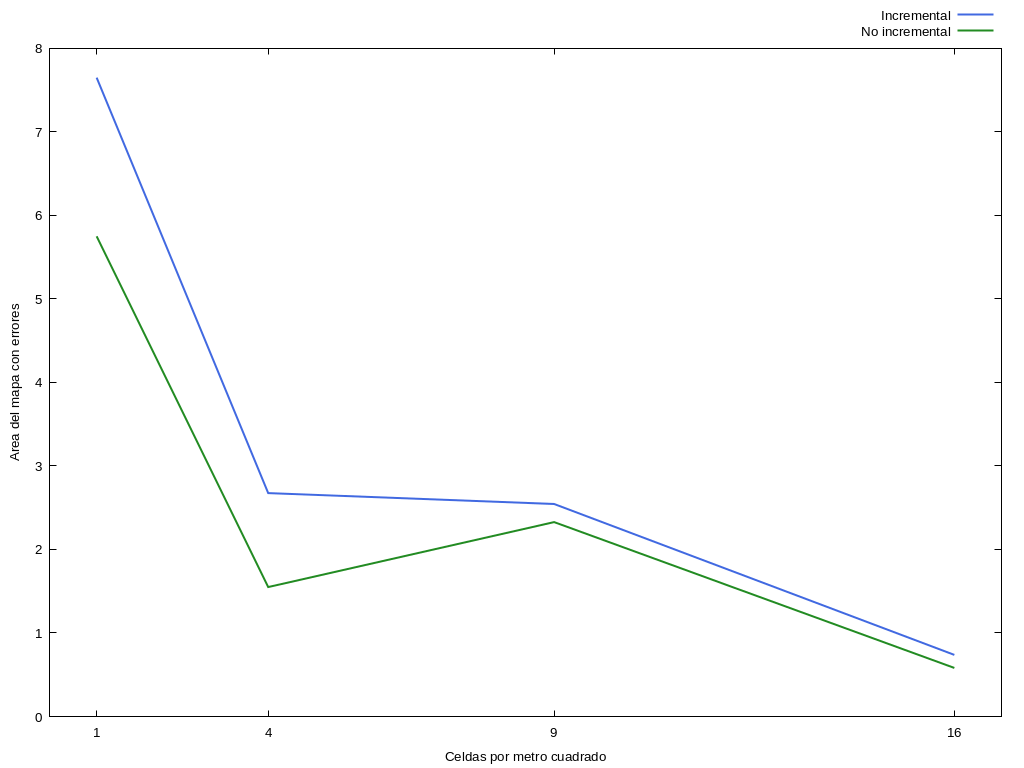 Incremental
No incremental
8
7
6
5
4
3
2
1
0
Area del mapa con errores
1 4 9 16
Celdas por metro cuadrado